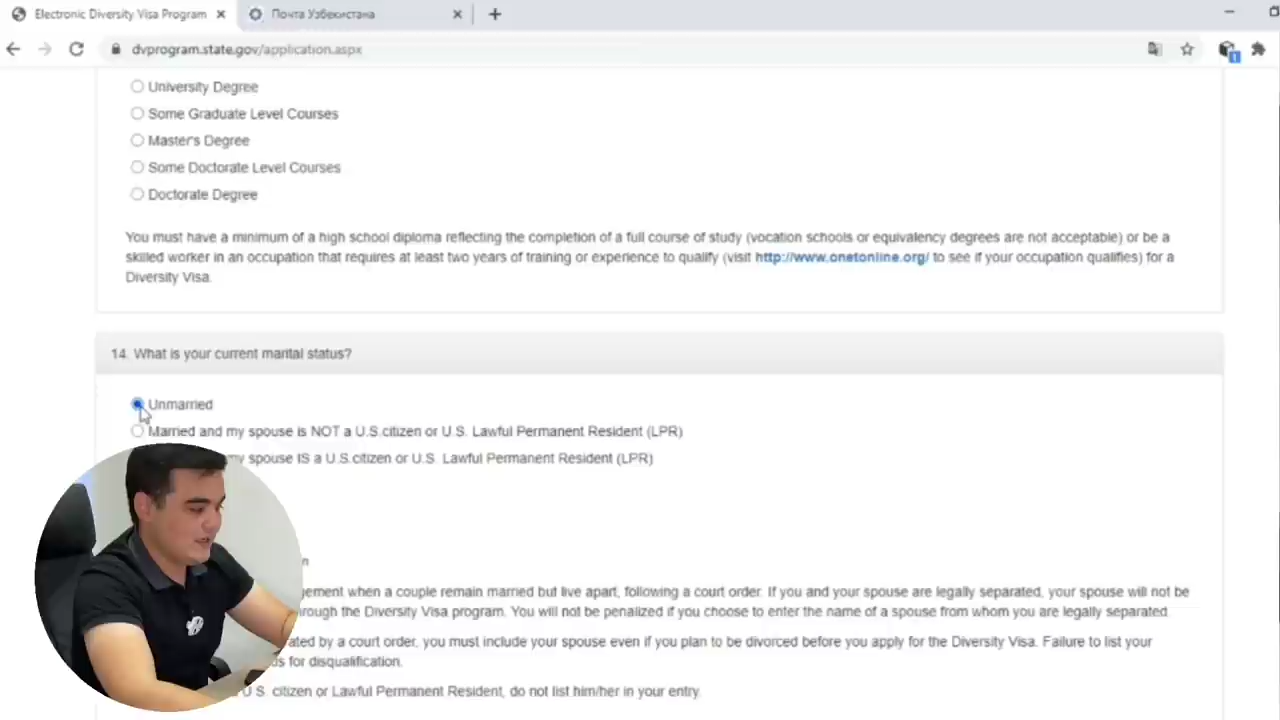 Electronic Diversity Visa Program
Почта Узбекистана
dvprogram.state.gov/application.aspx
1
University Degree
Some Graduate Level Courses
Master's Degree
Some Doctorate Level Courses
Doctorate Degree
You must have a minimum of a high school diploma reflecting the completion of a full course of study (vocation schools or equivalency degrees are not acceptable) or be a
skilled worker in an occupation that requires at least two years of training or experience to qualify (visit http://www.onetonline.org/ to see if your occupation qualifies) for a
Diversity Visa.
14. What is your current marital status?
Unmarried
Married and my spouse is NOT a U.S.citizen or U.S. Lawful Permanent Resident (LPR)
my spouse IS a U.S.citizen or U.S. Lawful Permanent Resident (LPR)
when a couple remain married but live apart, following a court order. If you and your spouse are legally separated, your spouse will not be
the Diversity Visa program. You will not be penalized if you choose to enter the name of a spouse from whom you are legally separated.
by a court order, you must include your spouse even if you plan to be divorced before you apply for the Diversity Visa. Failure to list your
for disqualification.
U.S. citizen or Lawful Permanent Resident, do not list him/her in your entry.